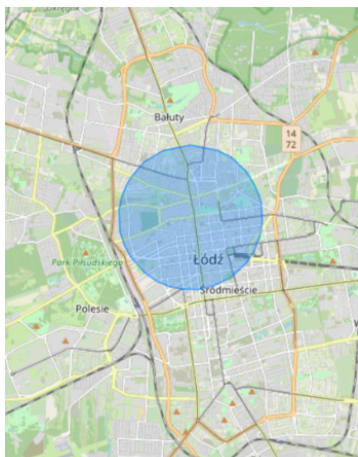 Bałuty
14
72
Park Piłsudskiego
Łódź
Śródmieście
Polesie